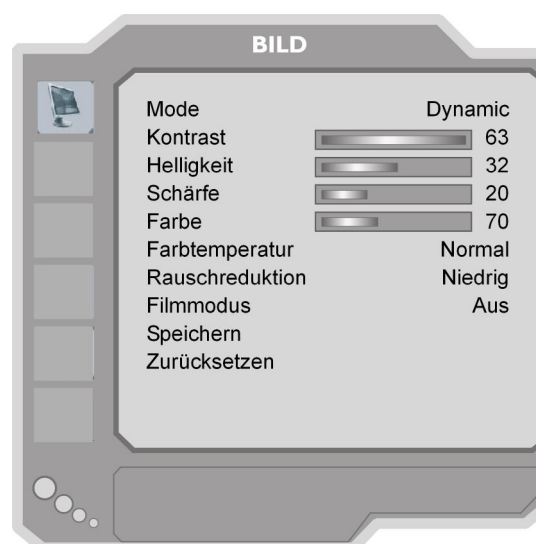 BILD
Mode Dynamic
Kontrast 63
Helligkeit 32
Schärfe 20
Farbe 70
Farbtemperatur Normal
Rauschreduktion Niedrig
Filmmodus Aus
Speichern
Zurücksetzen